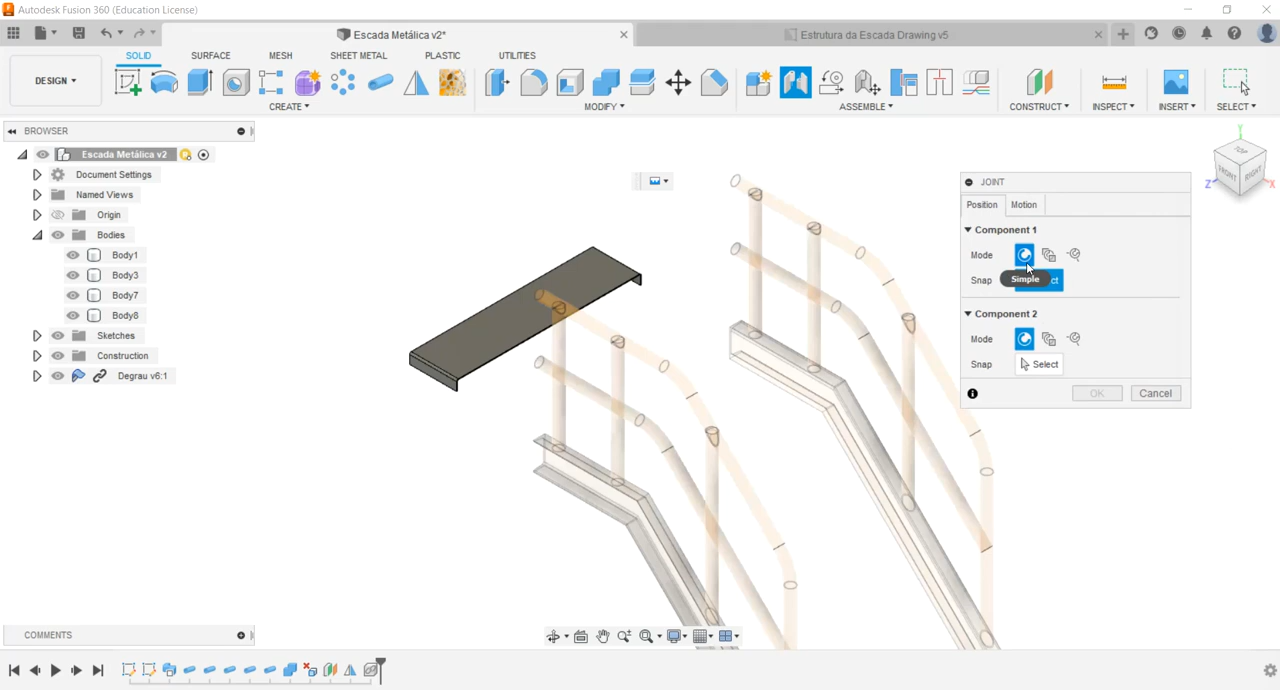 Autodesk Fusion 360 (Education License)
Escada Metálica v2*
Estrutura da Escada Drawing v5
DESIGN
SOLID SURFACE MESH SHEET METAL PLASTIC UTILITIES
CREATE MODIFY ASSEMBLE CONSTRUCT INSPECT INSERT SELECT
BROWSER
Escada Metálica v2
Document Settings
Named Views
Origin
Bodies
Body1
Body3
Body7
Body8
Sketches
Construction
Degrau v6:1
Y
TOP
FRONT RIGHT
Z X
JOINT
Position Motion
Component 1
Mode
Simple
Snap
Component 2
Mode
Snap Select
OK Cancel
COMMENTS